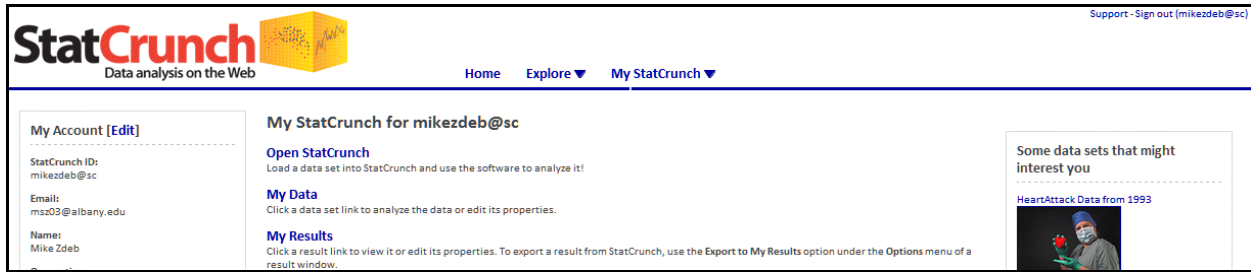 Support - Sign out (mikezdeb@sc)
StatCrunch
Data analysis on the Web
Home Explore ▼ My StatCrunch ▼
My Account [Edit]
StatCrunch ID:
mikezdeb@sc
Email:
msz03@albany.edu
Name:
Mike Zdeb
My StatCrunch for mikezdeb@sc
Open StatCrunch
Load a data set into StatCrunch and use the software to analyze it!
My Data
Click a data set link to analyze the data or edit its properties.
My Results
Click a result link to view it or edit its properties. To export a result from StatCrunch, use the Export to My Results option under the Options menu of a
result window.
Some data sets that might
interest you
HeartAttack Data from 1993